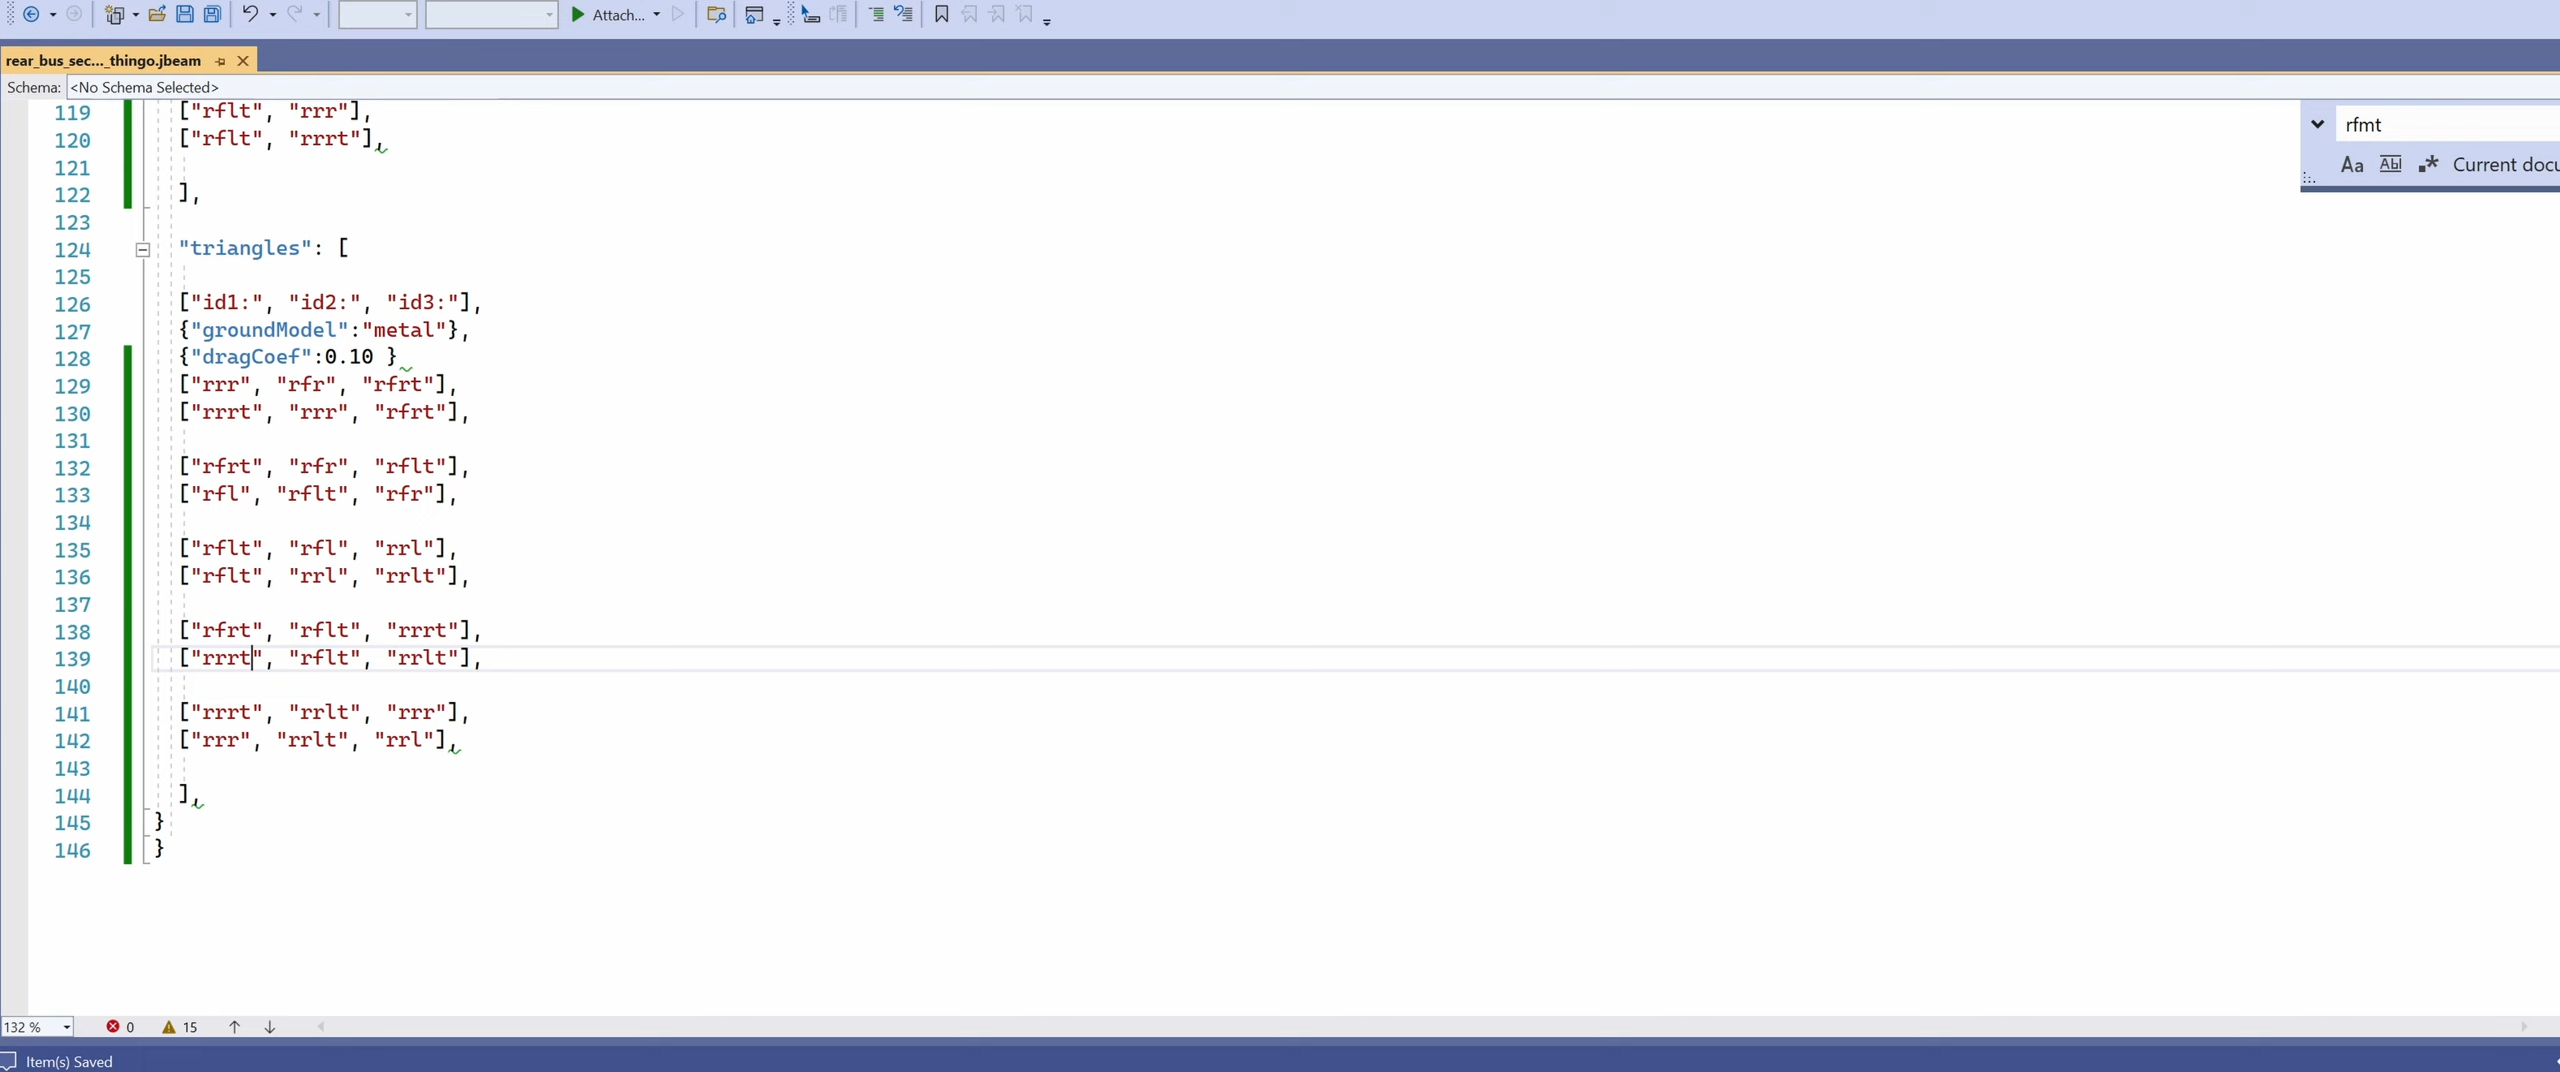 Attach...
rear_bus_sec..._thingo.jbeam
Schema: <No Schema Selected>
119 ["rflt", "rrr"],
120 ["rflt", "rrrt"],
121
122 ],
123
124 "triangles": [
125
126 ["id1:", "id2:", "id3:"],
127 {"groundModel":"metal"},
128 {"dragCoef":0.10 }
129 ["rrr", "rfr", "rfrt"],
130 ["rrrt", "rrr", "rfrt"],
131
132 ["rfrt", "rfr", "rflt"],
133 ["rfl", "rflt", "rfr"],
134
135 ["rflt", "rfl", "rrl"],
136 ["rflt", "rrl", "rrlt"],
137
138 ["rfrt", "rflt", "rrrt"],
139 ["rrrt", "rflt", "rrlt"],
140
141 ["rrrt", "rrlt", "rrr"],
142 ["rrr", "rrlt", "rrl"],
143
144 ],
145 }
146 }
rfmt
Aa Abl Current docu
132 % 0 15
Item(s) Saved